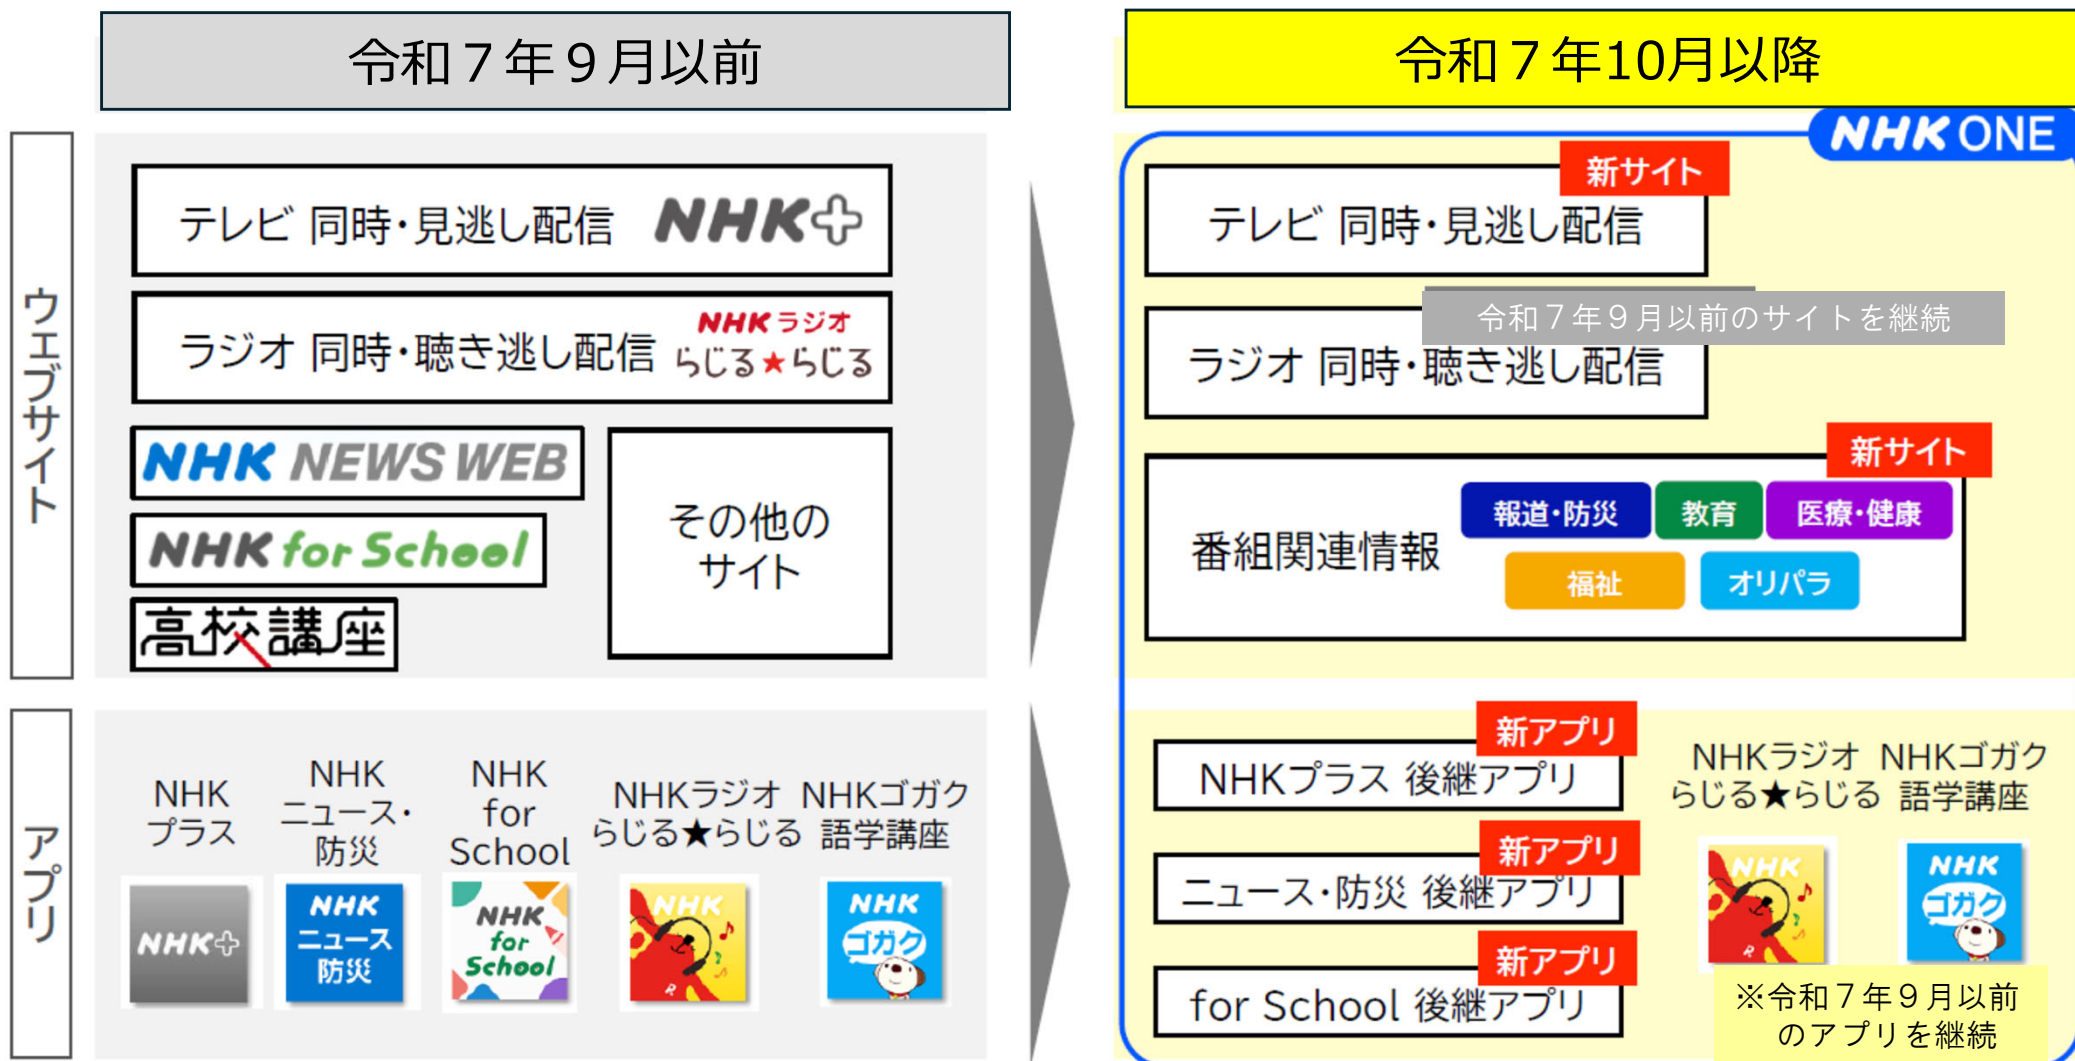 令和７年９月以前
令和７年10月以降
ウェブサイト
テレビ 同時・見逃し配信 NHK+
ラジオ 同時・聴き逃し配信 NHKラジオ
らじる★らじる
NHK NEWS WEB
NHK for School
高校講座
その他の
サイト
NHK ONE
新サイト
テレビ 同時・見逃し配信
令和７年９月以前のサイトを継続
ラジオ 同時・聴き逃し配信
新サイト
番組関連情報
報道・防災 教育 医療・健康
福祉 オリパラ
アプリ
NHK
プラス
NHK
ニュース・
防災
NHK
for
School
NHKラジオ
らじる★らじる
NHKゴガク
語学講座
NHK+
NHK
ニュース
防災
NHK
for
School
NHK
R
NHK
ゴガク
新アプリ
NHKプラス 後継アプリ
新アプリ
ニュース・防災 後継アプリ
新アプリ
for School 後継アプリ
NHKラジオ
らじる★らじる
NHKゴガク
語学講座
NHK
R
NHK
ゴガク
※令和７年９月以前
のアプリを継続